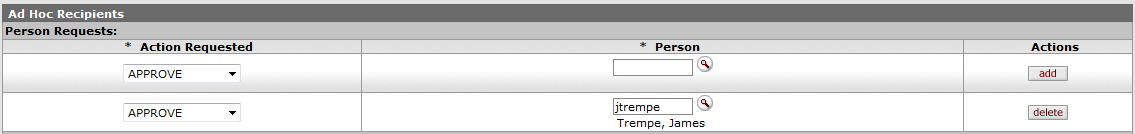 Ad Hoc Recipients
Person Requests:
* Action Requested * Person Actions
APPROVE add
APPROVE jtrempe delete
Trempe, James